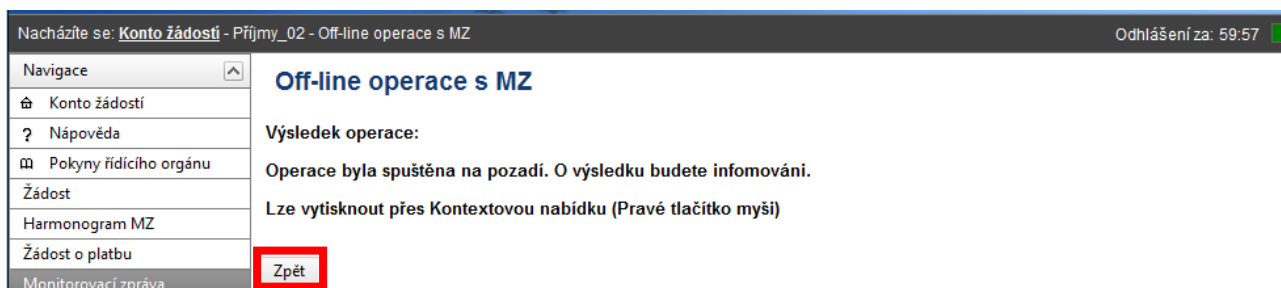 Nacházíte se: Konto žádostí - Příjmy_02 - Off-line operace s MZ
Odhlášení za: 59:57
Navigace
Konto žádostí
? Nápověda
Pokyny řídícího orgánu
Žádost
Harmonogram MZ
Žádost o platbu
Monitorovací zpráva
Off-line operace s MZ
Výsledek operace:
Operace byla spuštěna na pozadí. O výsledku budete infomováni.
Lze vytisknout přes Kontextovou nabídku (Pravé tlačítko myši)
Zpět